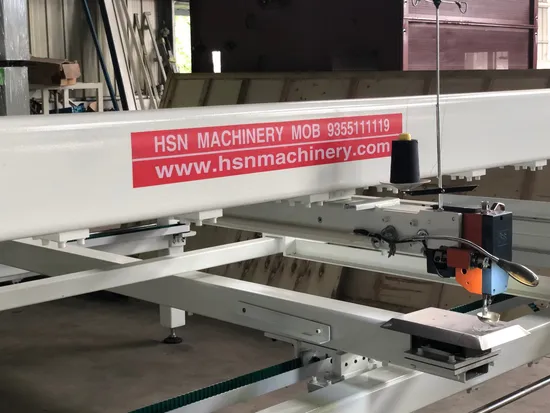 HSN MACHINERY MOB 9355111119
www.hsnmachinery.com